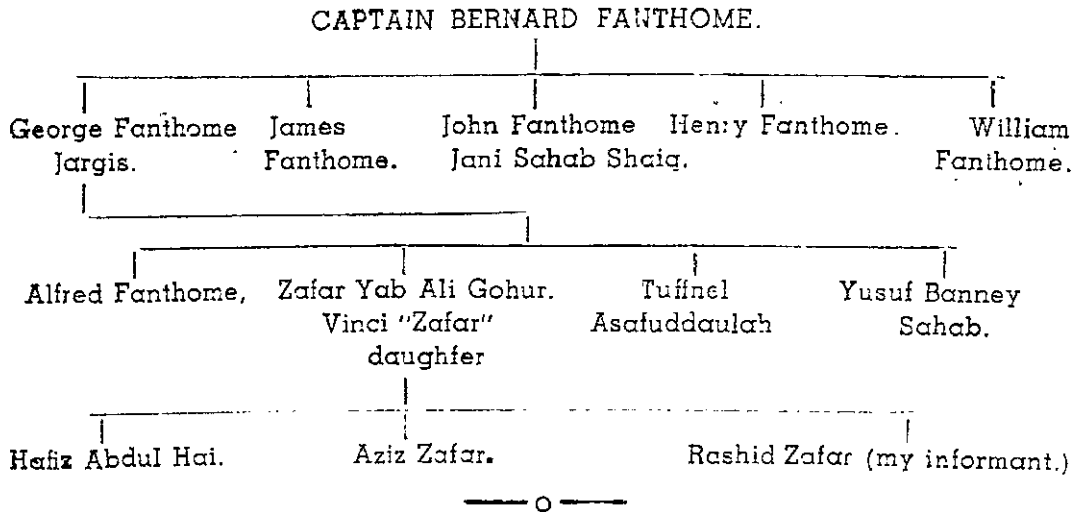 CAPTAIN BERNARD FANTHOME.
George Fanthome James John Fanthome Henry Fanthome. William
Jargis. Fanthome. Jani Sahab Shaiq. Fanthome.
Alfred Fanthome, Zafar Yab Ali Gohur. Tuffnel Yusuf Banney
Vinci "Zafar" Asafuddaulah Sahab.
daughfer
Hafiz Abdul Hai. Aziz Zafar. Rashid Zafar (my informant.)